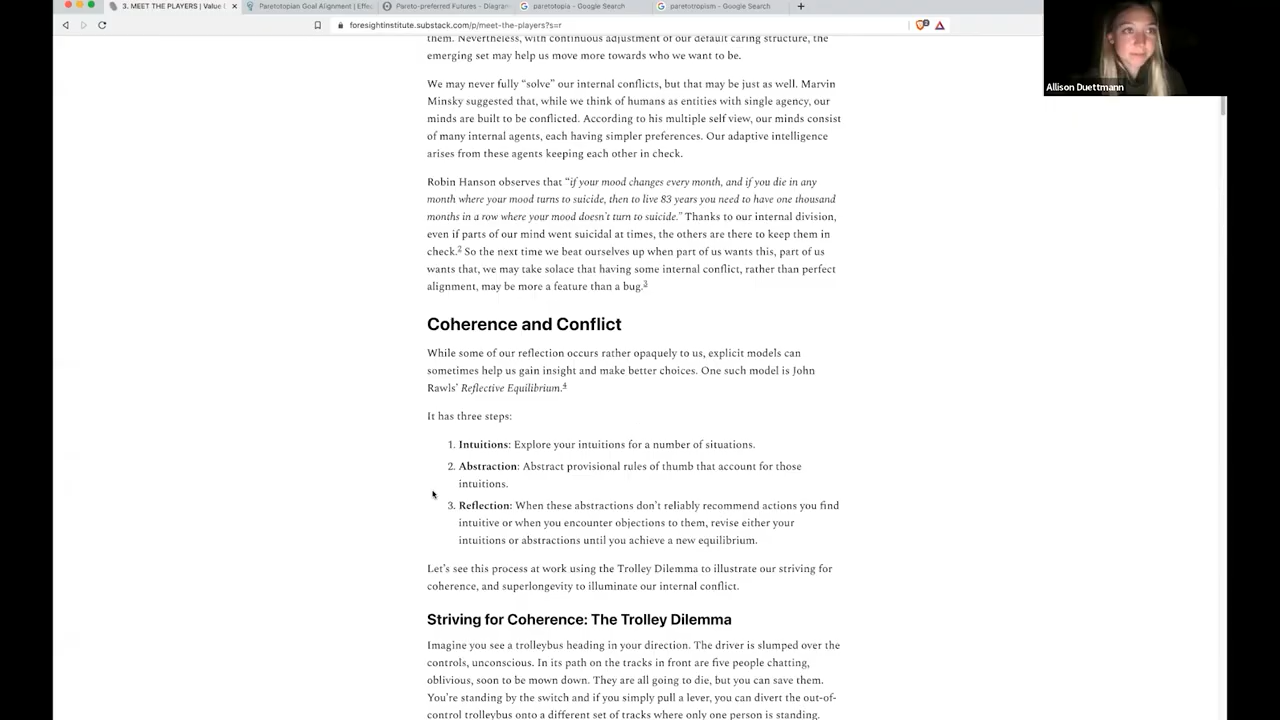 3. MEET THE PLAYERS | Value (
Paretotopian Goal Alignment | Effec
Pareto-preferred Futures - Diagram
paretopia - Google Search
paretotropism - Google Search
foresightinstitute.substack.com/p/meet-the-players?s=r
Allison Duettmann
them. Nevertheless, with continuous adjustment of our default caring structure, the
emerging set may help us move more towards who we want to be.
We may never fully “solve” our internal conflicts, but that may be just as well. Marvin
Minsky suggested that, while we think of humans as entities with single agency, our
minds are built to be conflicted. According to his multiple self view, our minds consist
of many internal agents, each having simpler preferences. Our adaptive intelligence
arises from these agents keeping each other in check.
Robin Hanson observes that “if your mood changes every month, and if you die in any
month where your mood turns to suicide, then to live 83 years you need to have one thousand
months in a row where your mood doesn’t turn to suicide.” Thanks to our internal division,
even if parts of our mind went suicidal at times, the others are there to keep them in
check.2 So the next time we beat ourselves up when part of us wants this, part of us
wants that, we may take solace that having some internal conflict, rather than perfect
alignment, may be more a feature than a bug.3
Coherence and Conflict
While some of our reflection occurs rather opaquely to us, explicit models can
sometimes help us gain insight and make better choices. One such model is John
Rawls’ Reflective Equilibrium.4
It has three steps:
1. Intuitions: Explore your intuitions for a number of situations.
2. Abstraction: Abstract provisional rules of thumb that account for those
intuitions.
3. Reflection: When these abstractions don’t reliably recommend actions you find
intuitive or when you encounter objections to them, revise either your
intuitions or abstractions until you achieve a new equilibrium.
Let’s see this process at work using the Trolley Dilemma to illustrate our striving for
coherence, and superlongevity to illuminate our internal conflict.
Striving for Coherence: The Trolley Dilemma
Imagine you see a trolleybus heading in your direction. The driver is slumped over the
controls, unconscious. In its path on the tracks in front are five people chatting,
oblivious, soon to be mown down. They are all going to die, but you can save them.
You’re standing by the switch and if you simply pull a lever, you can divert the out-of-
control trolleybus onto a different set of tracks where only one person is standing.